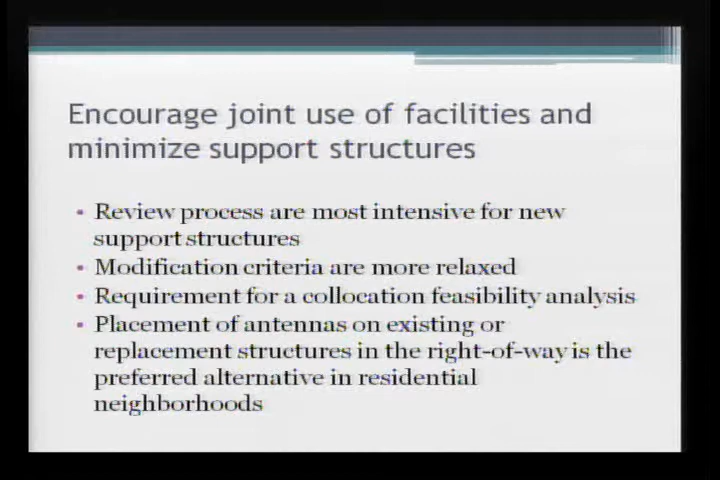 Encourage joint use of facilities and
minimize support structures
• Review process are most intensive for new
support structures
• Modification criteria are more relaxed
• Requirement for a collocation feasibility analysis
• Placement of antennas on existing or
replacement structures in the right-of-way is the
preferred alternative in residential
neighborhoods